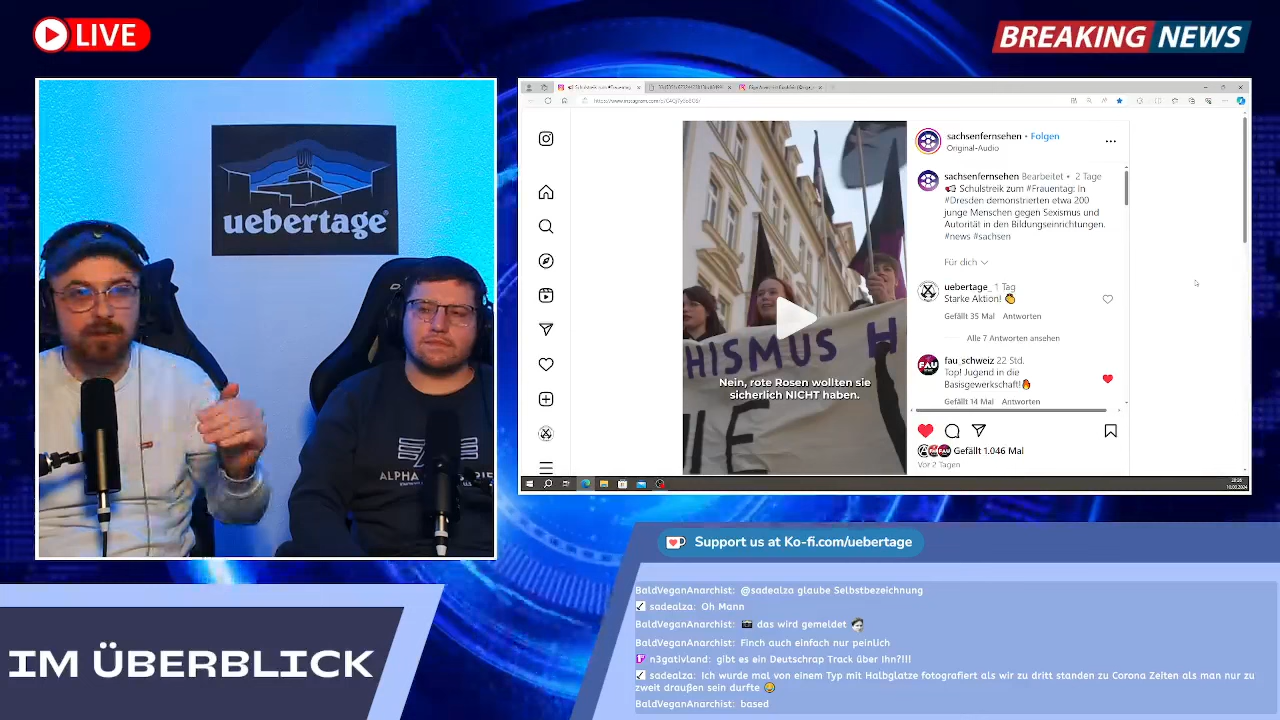 LIVE
BREAKING NEWS
uebertage
ALPHA
sachsenfernsehen • Folgen
Original-Audio
sachsenfernsehen Bearbeitet • 2 Tage
Schulstreik zum #Frauentag: In
#Dresden demonstrierten etwa 200
junge Menschen gegen Sexismus und
Autorität in den Bildungseinrichtungen.
#news #sachsen
Für dich
uebertage_ 1 Tag
Starke Aktion!
Gefällt 35 Mal Antworten
Alle 7 Antworten ansehen
FAU
fau_schweiz 22 Std.
Top! Jugend in die
Basisgewerkschaft!
Gefällt 14 Mal Antworten
Gefällt 1.046 Mal
Vor 2 Tagen
HISMUS H
Nein, rote Rosen wollten sie
sicherlich NICHT haben.
IE
Support us at Ko-fi.com/uebertage
BaldVeganAnarchist: @sadealza glaube Selbstbezeichnung
sadealza: Oh Mann
BaldVeganAnarchist: das wird gemeldet
BaldVeganAnarchist: Finch auch einfach nur peinlich
n3gativland: gibt es ein Deutschrap Track über Ihn?!!!
sadealza: Ich wurde mal von einem Typ mit Halbglatze fotografiert als wir zu dritt standen zu Corona Zeiten als man nur zu
zweit draußen sein durfte
BaldVeganAnarchist: based
IM ÜBERBLICK